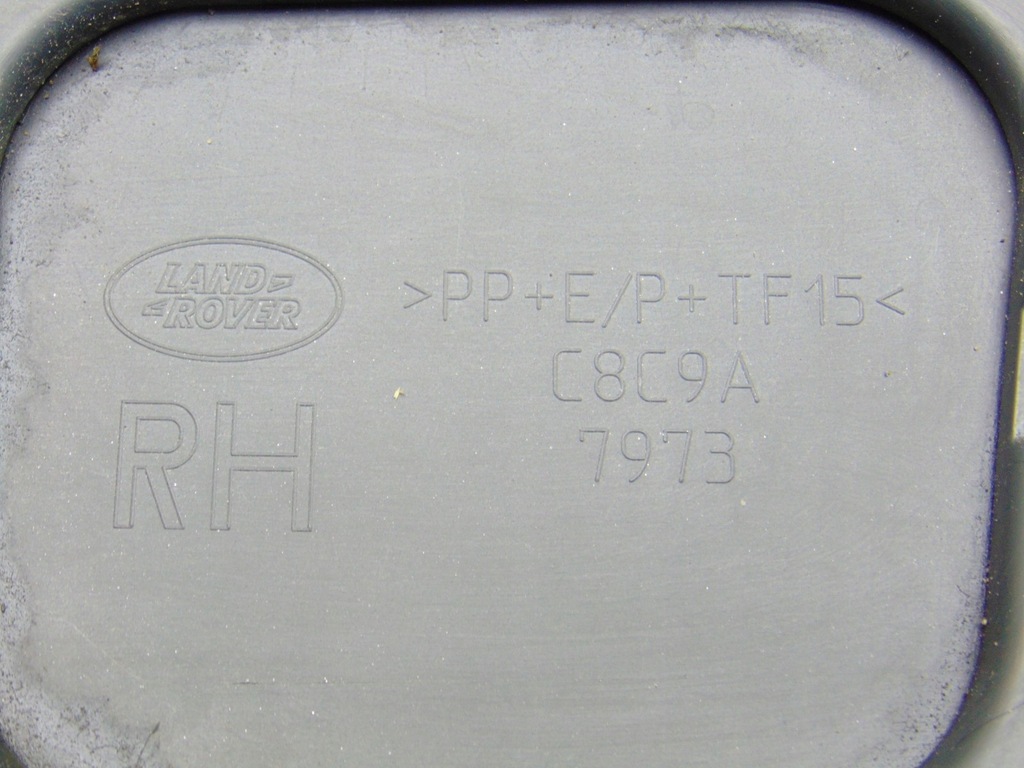 LAND
ROVER
>PP+E/P+TF15<
C8C9A
7973
RH